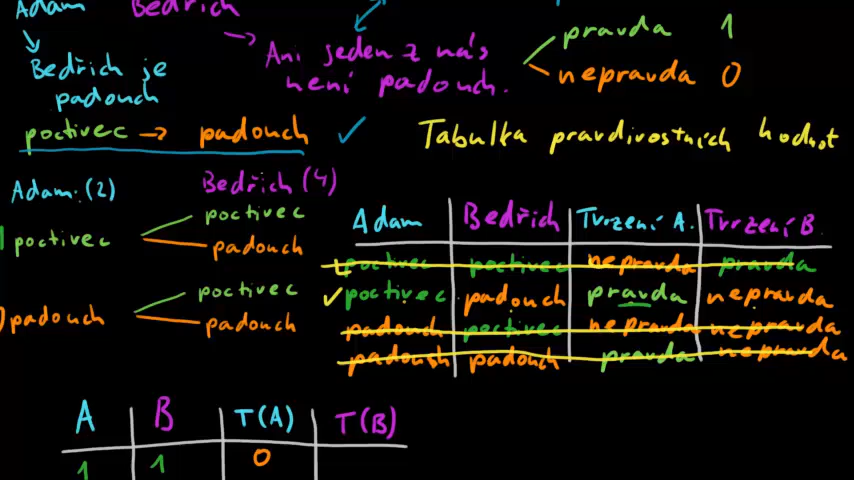 Adam Bedřich
Bedřich je
padouch
Ani jeden z nás
není padouch.
pravda 1
nepravda 0
poctivec → padouch ✓
Tabulka pravdivostních hodnot
Adam: (2) Bedřich (4)
poctivec
poctivec
padouch
poctivec
padouch
padouch
Adam Bedřich Tvrzení A. Tvrzení B.
poctivec poctivec nepravda pravda
✓ poctivec padouch pravda nepravda
padouch poctivec nepravda nepravda
padouch padouch pravda nepravda
A B T(A) T(B)
1 1 0